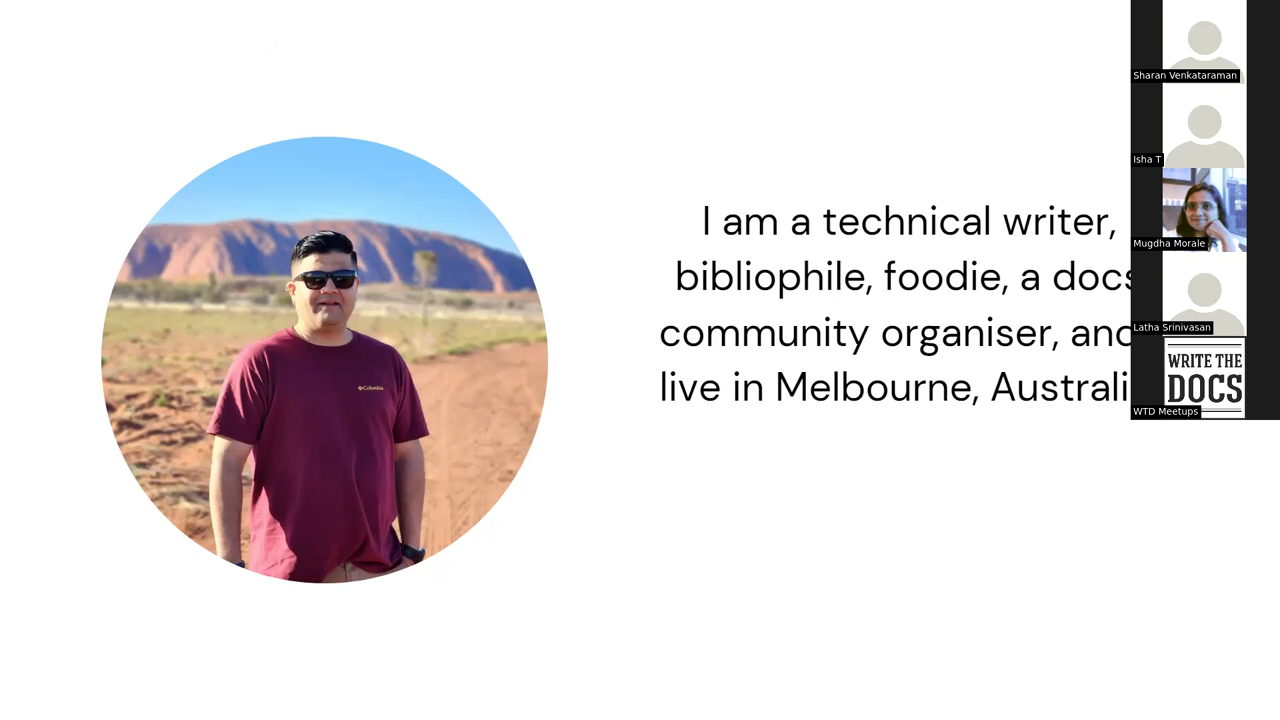 I am a technical writer,
bibliophile, foodie, a docs
community organiser, and
live in Melbourne, Australi
Columbia
Sharan Venkataraman
Isha T
Mugdha Morale
Latha Srinivasan
WRITE THE
DOCS
WTD Meetups